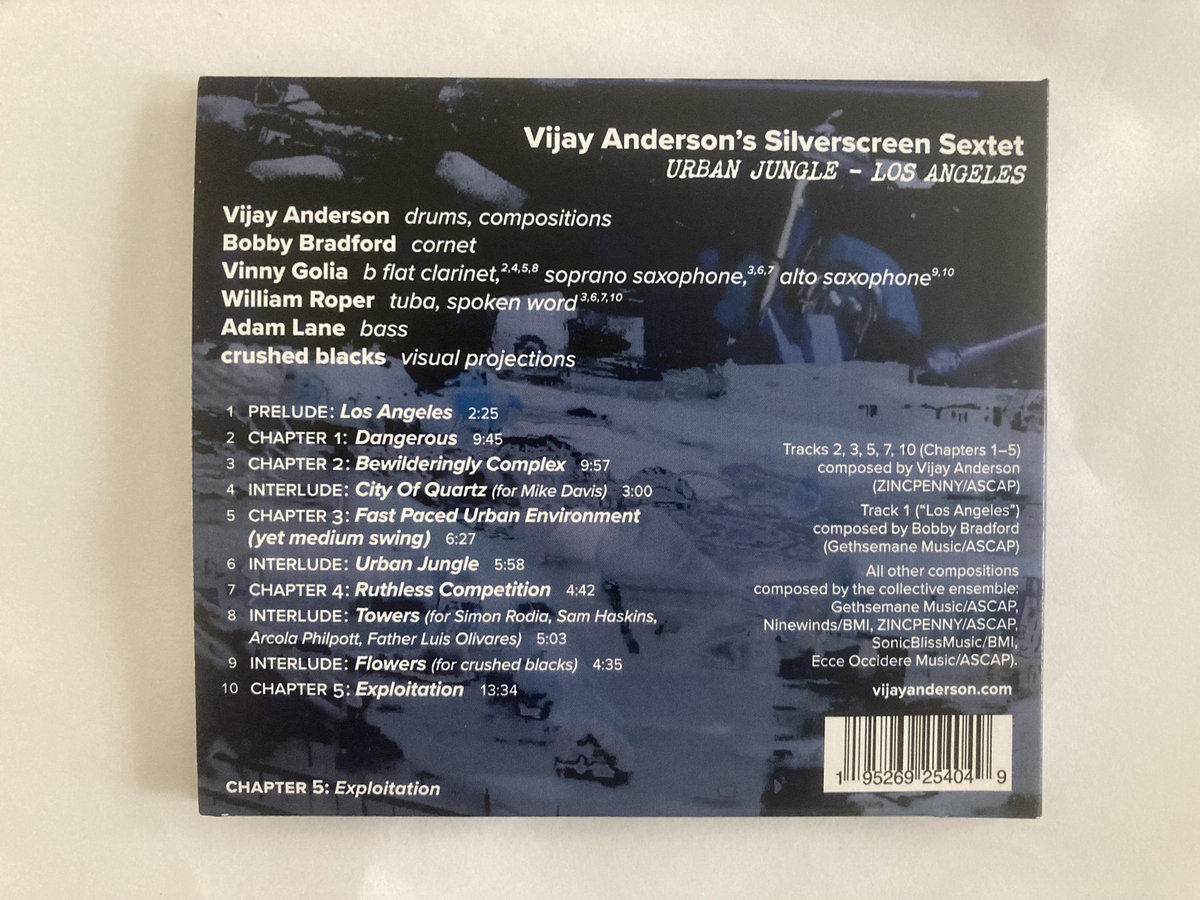 Vijay Anderson's Silverscreen Sextet
URBAN JUNGLE – LOS ANGELES
Vijay Anderson drums, compositions
Bobby Bradford cornet
Vinny Golia b flat clarinet,2,4,5,8 soprano saxophone,3,6,7 alto saxophone9,10
William Roper tuba, spoken word3,6,7,10
Adam Lane bass
crushed blacks visual projections
1 PRELUDE: Los Angeles 2:25
2 CHAPTER 1: Dangerous 9:45
3 CHAPTER 2: Bewilderingly Complex 9:57
4 INTERLUDE: City Of Quartz (for Mike Davis) 3:00
5 CHAPTER 3: Fast Paced Urban Environment
(yet medium swing) 6:27
6 INTERLUDE: Urban Jungle 5:58
7 CHAPTER 4: Ruthless Competition 4:42
8 INTERLUDE: Towers (for Simon Rodia, Sam Haskins,
Arcola Philpott, Father Luis Olivares) 5:03
9 INTERLUDE: Flowers (for crushed blacks) 4:35
10 CHAPTER 5: Exploitation 13:34
CHAPTER 5: Exploitation
Tracks 2, 3, 5, 7, 10 (Chapters 1–5)
composed by Vijay Anderson
(ZINCPENNY/ASCAP)
Track 1 ("Los Angeles")
composed by Bobby Bradford
(Gethsemane Music/ASCAP)
All other compositions
composed by the collective ensemble:
Gethsemane Music/ASCAP,
Ninewinds/BMI, ZINCPENNY/ASCAP,
SonicBlissMusic/BMI,
Ecce Occidere Music/ASCAP).
vijayanderson.com
1 95269 25404 9